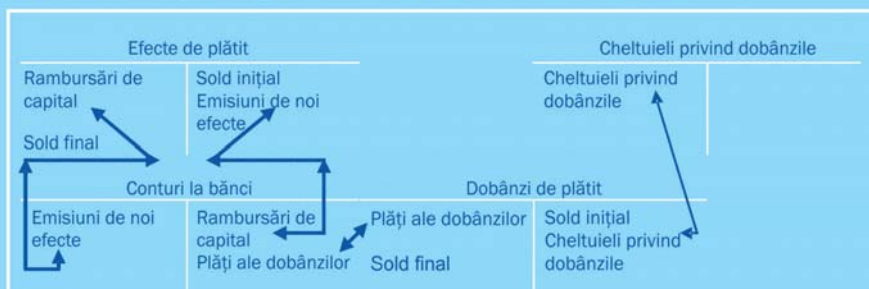 Efecte de plătit
Rambursări de
capital
Sold final
Sold inițial
Emisiuni de noi
efecte
Cheltuieli privind dobânzile
Cheltuieli privind
dobânzile
Conturi la bănci
Emisiuni de noi
efecte
Rambursări de
capital
Plăți ale dobânzilor
Dobânzi de plătit
Plăți ale dobânzilor
Sold final
Sold inițial
Cheltuieli privind
dobânzile